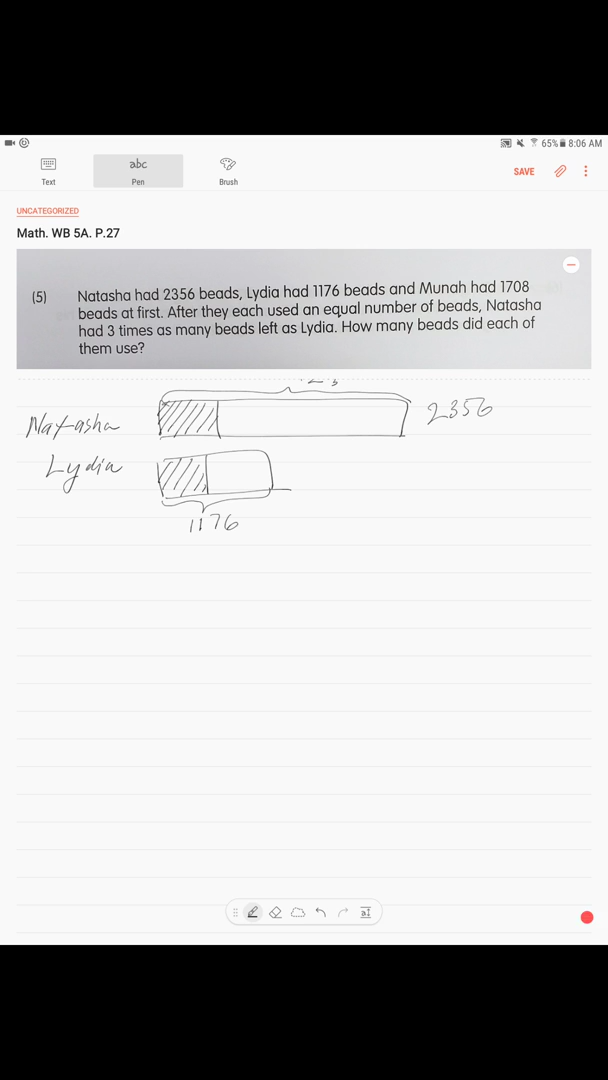 65% 8:06 AM
Text
abc
Pen
Brush
SAVE
UNCATEGORIZED
Math. WB 5A. P.27
(5) Natasha had 2356 beads, Lydia had 1176 beads and Munah had 1708
beads at first. After they each used an equal number of beads, Natasha
had 3 times as many beads left as Lydia. How many beads did each of
them use?
Natasha 2356
Lydia
1176
aI